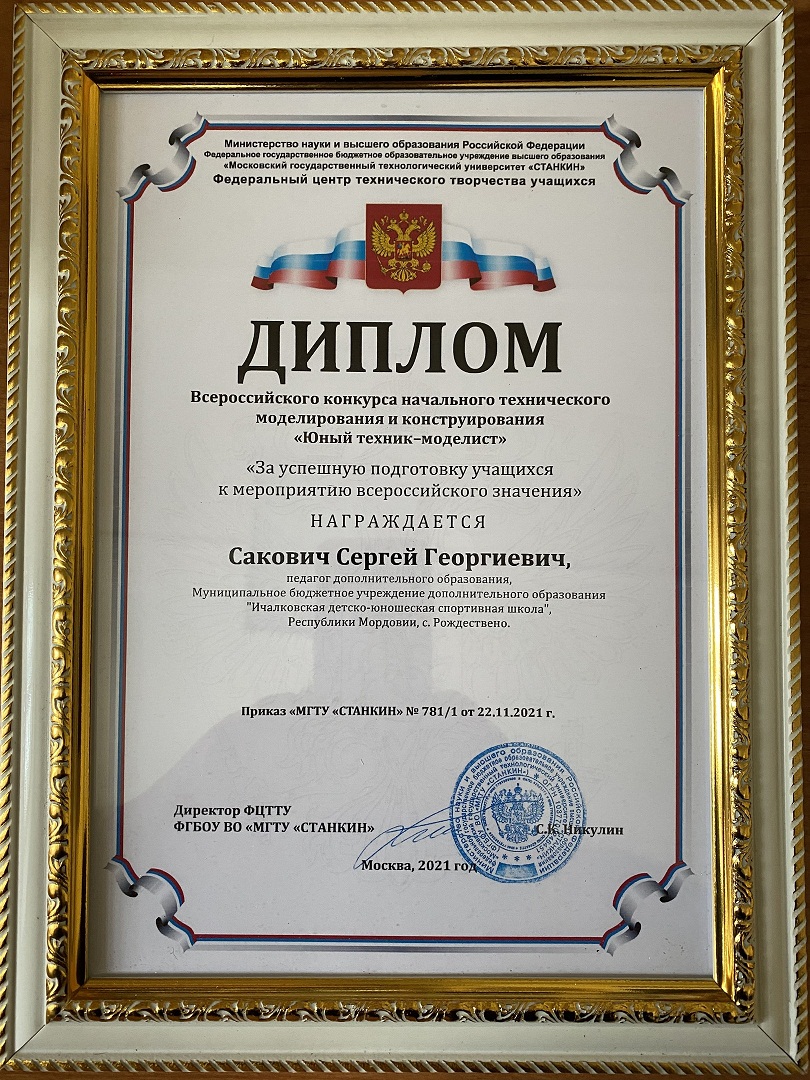 Министерство науки и высшего образования Российской Федерации
Федеральное государственное бюджетное образовательное учреждение высшего образования
«Московский государственный технологический университет «СТАНКИН»
Федеральный центр технического творчества учащихся
ДИПЛОМ
Всероссийского конкурса начального технического
моделирования и конструирования
«Юный техник–моделист»
«За успешную подготовку учащихся
к мероприятию всероссийского значения»
НАГРАЖДАЕТСЯ
Сакович Сергей Георгиевич,
педагог дополнительного образования,
Муниципальное бюджетное учреждение дополнительного образования
"Ичалковская детско-юношеская спортивная школа",
Республики Мордовии, с. Рождествено.
Приказ «МГТУ «СТАНКИН» № 781/1 от 22.11.2021 г.
Директор ФЦТТУ
ФГБОУ ВО «МГТУ «СТАНКИН»
С.К. Никулин
Москва, 2021 год